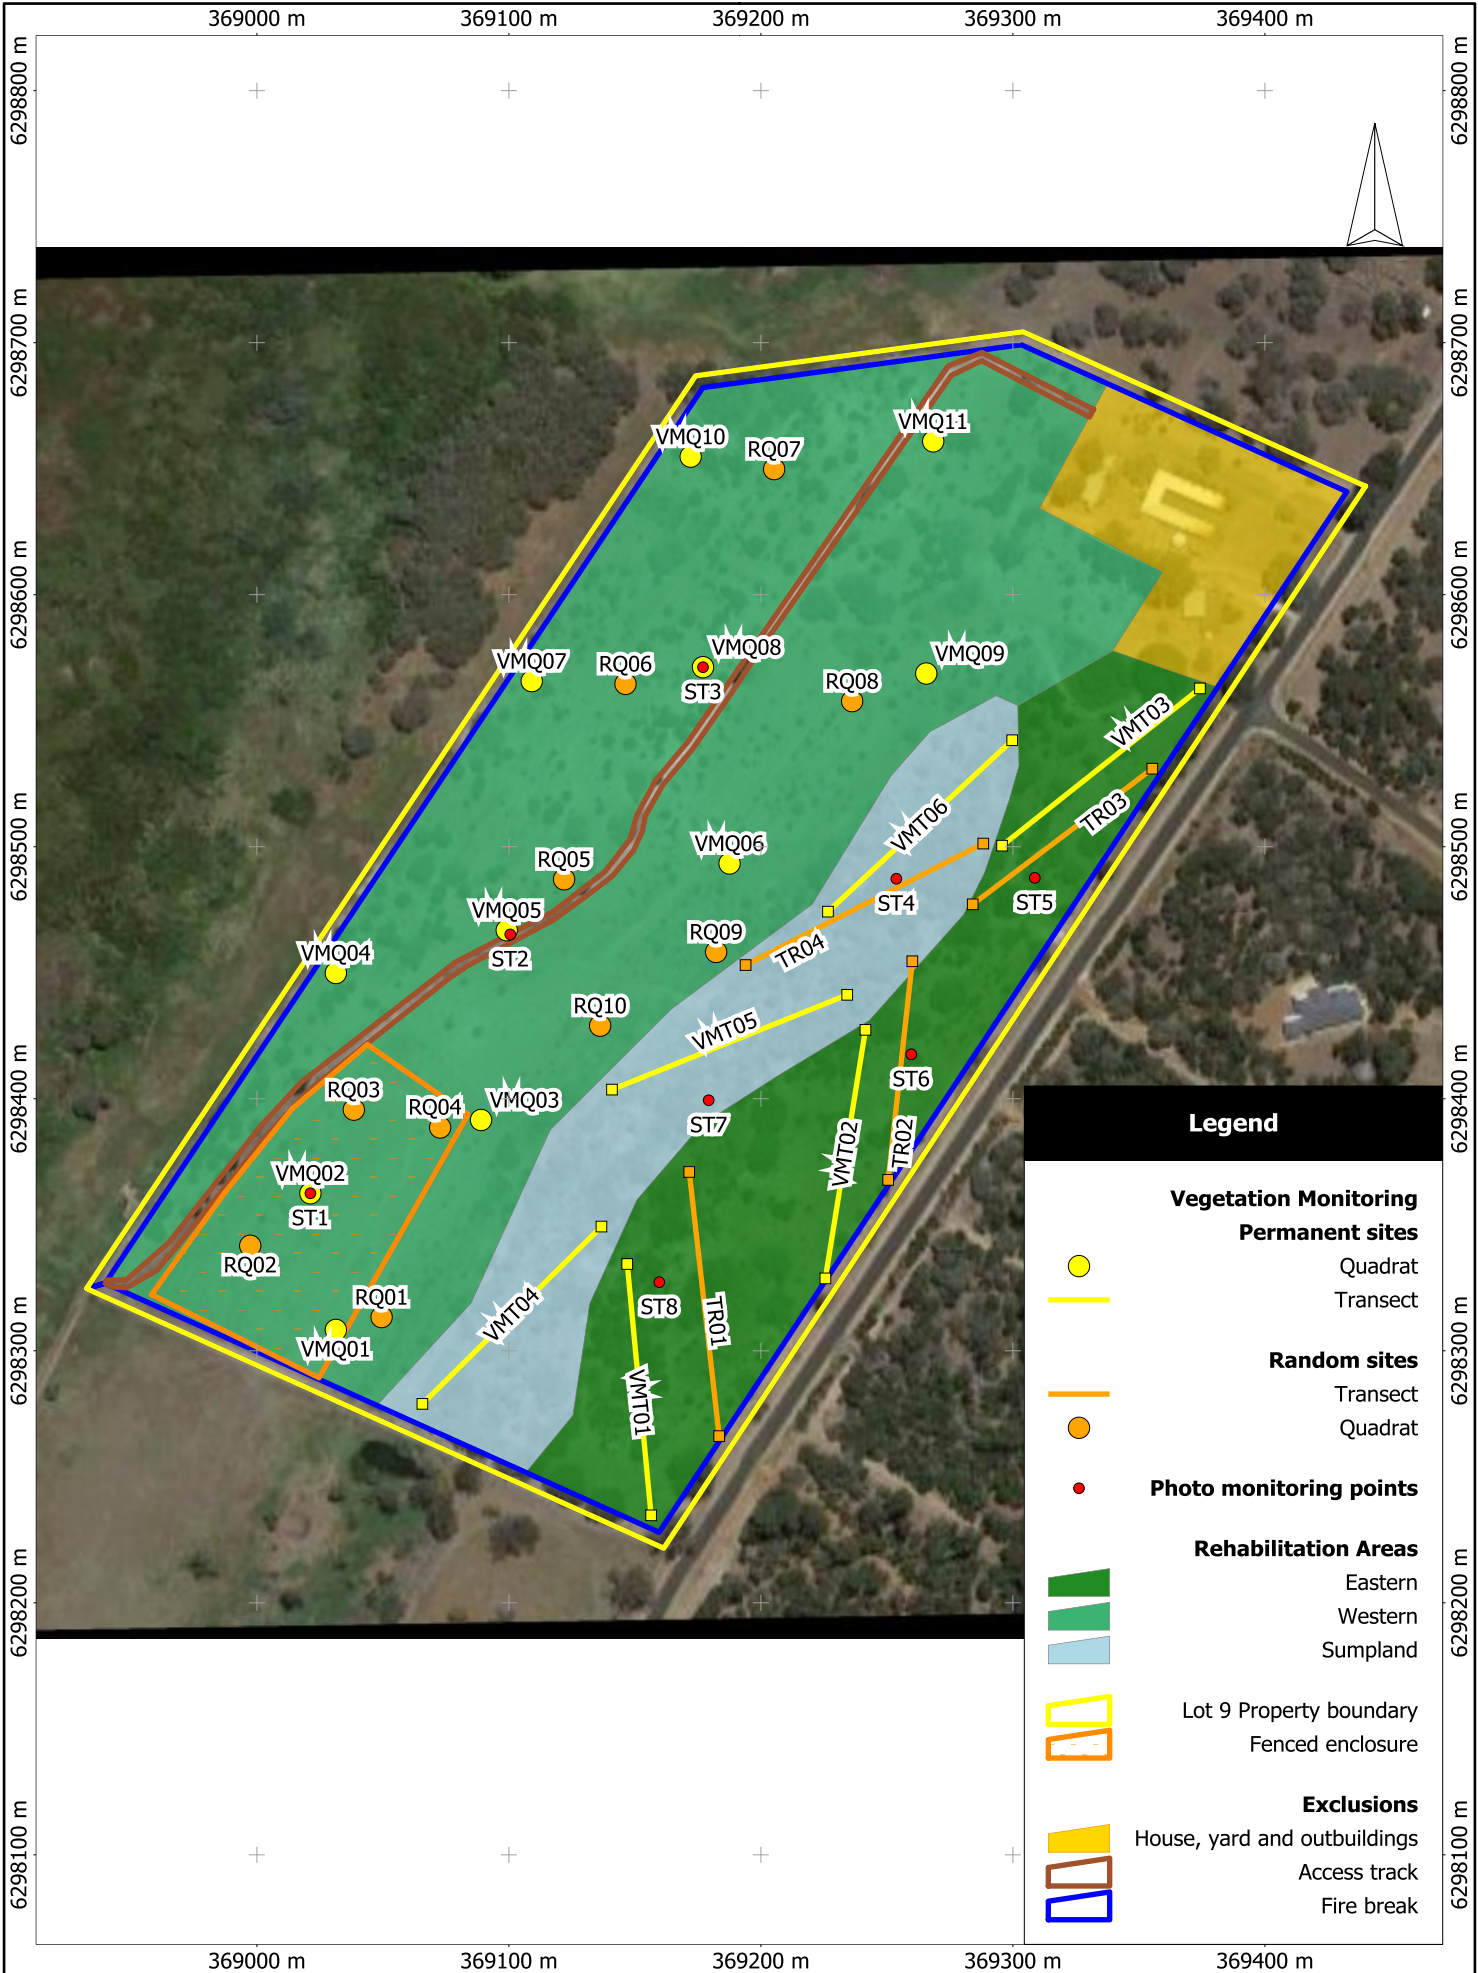 369000 m 369100 m 369200 m 369300 m 369400 m
6298800 m 6298800 m
6298700 m 6298700 m
6298600 m 6298600 m
6298500 m 6298500 m
6298400 m 6298400 m
6298300 m 6298300 m
6298200 m 6298200 m
6298100 m 6298100 m
VMQ11
VMQ10
RQ07
VMQ08
VMQ07
RQ06
VMQ09
ST3
RQ08
VMT03
TR03
VMT06
VMQ06
RQ05
ST4
ST5
VMQ05
RQ09
TR04
VMQ04
ST2
RQ10
VMT05
ST6
RQ03
VMQ03
RQ04
ST7
TR02
VMT02
VMQ02
ST1
RQ02
RQ01
ST8
VMT04
TR01
VMQ01
VMT01
Legend
Vegetation Monitoring
Permanent sites
Quadrat
Transect
Random sites
Transect
Quadrat
Photo monitoring points
Rehabilitation Areas
Eastern
Western
Sumpland
Lot 9 Property boundary
Fenced enclosure
Exclusions
House, yard and outbuildings
Access track
Fire break
369000 m 369100 m 369200 m 369300 m 369400 m